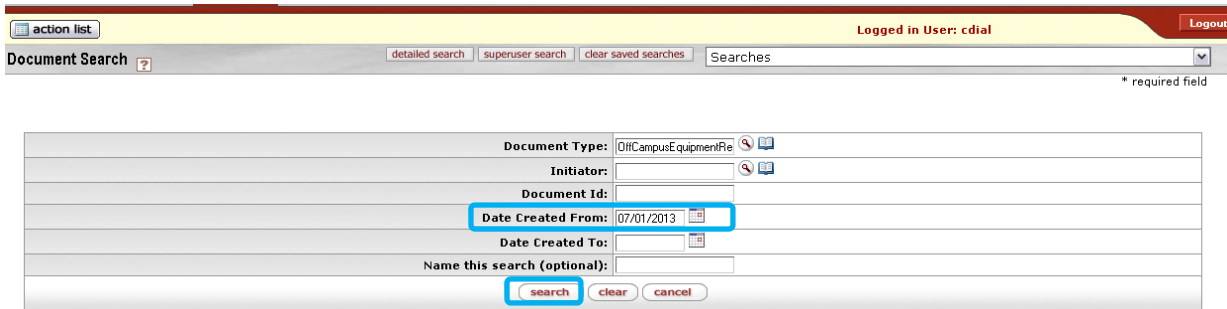 action list
Logged in User: cdial
Logout
Document Search ?
detailed search superuser search clear saved searches Searches
* required field
Document Type: OffCampusEquipmentRe
Initiator:
Document Id:
Date Created From: 07/01/2013
Date Created To:
Name this search (optional):
search clear cancel